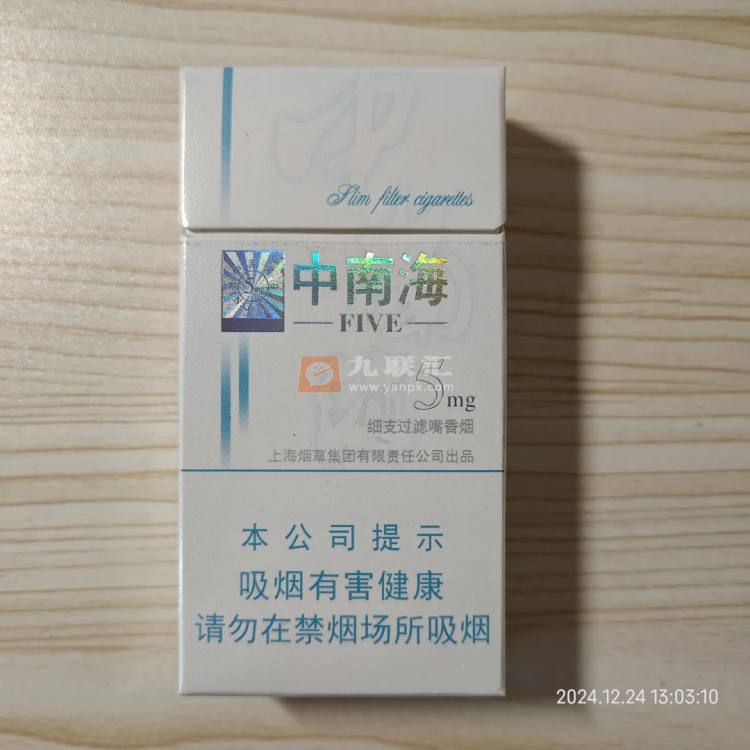 Slim filter cigarettes
中南海
FIVE
九联汇
www.yanpk.com
5mg
细支过滤嘴香烟
上海烟草集团有限责任公司出品
本公司提示
吸烟有害健康
请勿在禁烟场所吸烟
2024.12.24 13:03:10